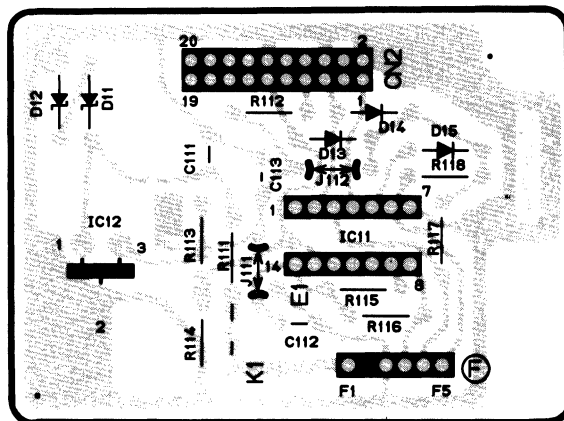 20
2
CN2
19
1
R112
D12
D11
D14
D13
D15
R118
C111
C113
J112
7
1
IC12
1
3
R113
R111
J111
14
IC11
R117
8
E1
R115
R116
2
R114
C112
K1
F1
F5
F